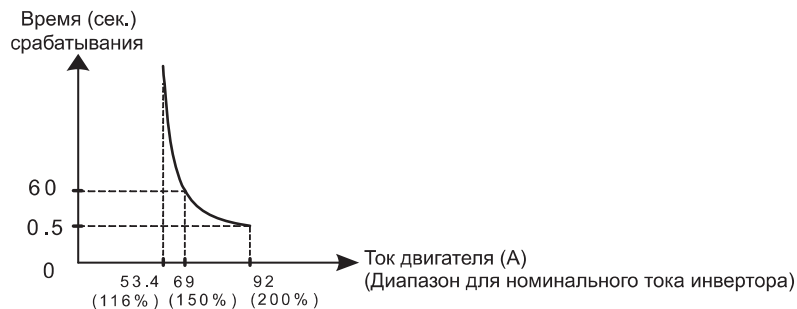 Время (сек.)
срабатывания
60
0.5
0
Ток двигателя (А)
(Диапазон для номинального тока инвертора)
53.4 69 92
(116%) (150%) (200%)